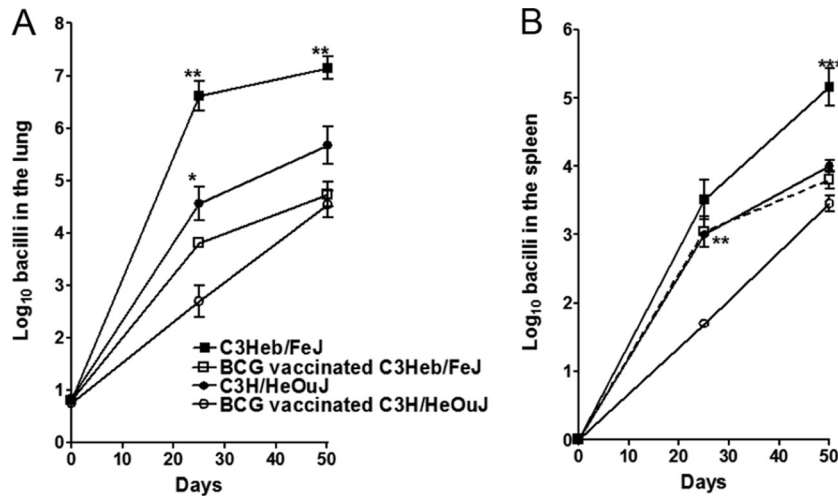 A
Log10 bacilli in the lung
8
7
6
5
4
3
2
1
0
**
**
*
C3Heb/FeJ
BCG vaccinated C3Heb/FeJ
C3H/HeOuJ
BCG vaccinated C3H/HeOuJ
0 10 20 30 40 50
Days
B
Log10 bacilli in the spleen
6
5
4
3
2
1
0
***
**
0 10 20 30 40 50
Days